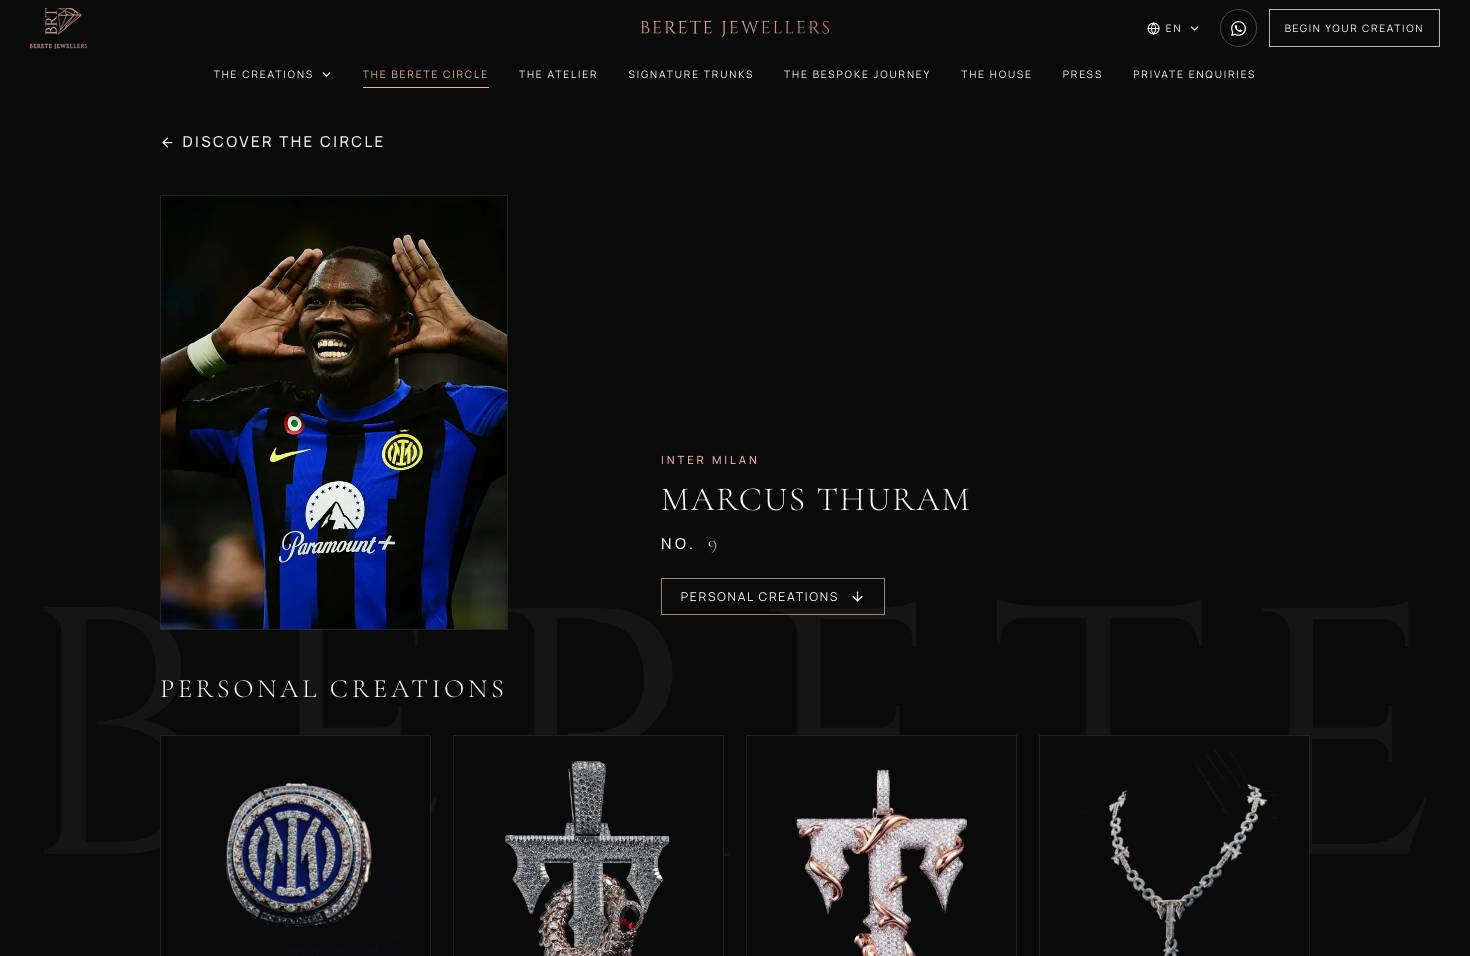 BRT
BERETE JEWELLERS
BERETE JEWELLERS
EN
BEGIN YOUR CREATION
THE CREATIONS
THE BERETE CIRCLE
THE ATELIER
SIGNATURE TRUNKS
THE BESPOKE JOURNEY
THE HOUSE
PRESS
PRIVATE ENQUIRIES
DISCOVER THE CIRCLE
Paramount+
INTER MILAN
MARCUS THURAM
NO. 9
PERSONAL CREATIONS
BERETE
PERSONAL CREATIONS